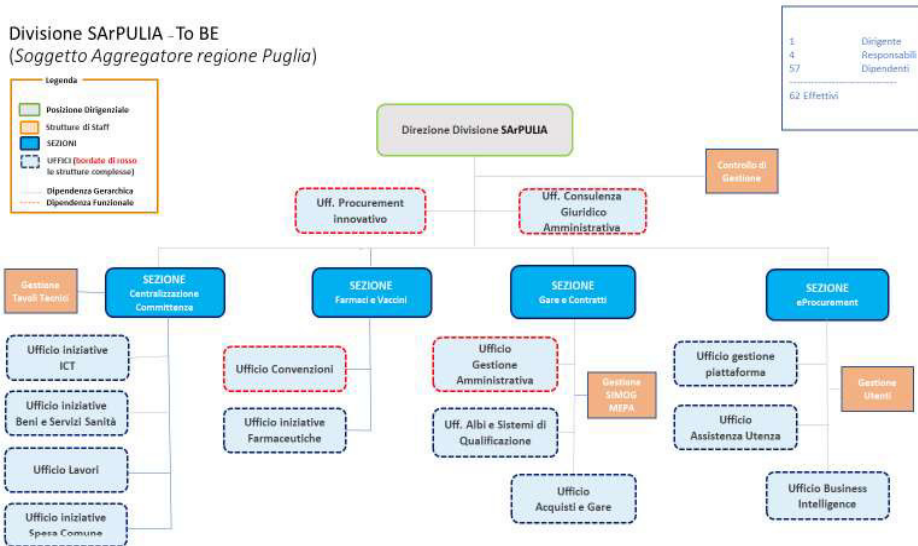 Divisione SArPULIA - To BE
(Soggetto Aggregatore regione Puglia)
1 Dirigente
4 Responsabili
57 Dipendenti
62 Effettivi
Legenda
Posizione Dirigenziale
Strutture di Staff
SEZIONI
UFFICI (bordate di rosso
le strutture complesse)
Dipendenza Gerarchica
Dipendenza Funzionale
Direzione Divisione SArPULIA
Controllo di
Gestione
Uff. Procurement
innovativo
Uff. Consulenza
Giuridico
Amministrativa
Gestione
Tavoli Tecnici
SEZIONE
Centralizzazione
Committenza
SEZIONE
Farmaci e Vaccini
SEZIONE
Gare e Contratti
SEZIONE
eProcurement
Ufficio iniziative
ICT
Ufficio iniziative
Beni e Servizi Sanità
Ufficio Lavori
Ufficio iniziative
Spesa Comune
Ufficio Convenzioni
Ufficio iniziative
Farmaceutiche
Ufficio
Gestione
Amministrativa
Gestione
SIMOG
MEPA
Uff. Albi e Sistemi di
Qualificazione
Ufficio
Acquisti e Gare
Ufficio gestione
piattaforma
Gestione
Utenti
Ufficio
Assistenza Utenza
Ufficio Business
Intelligence